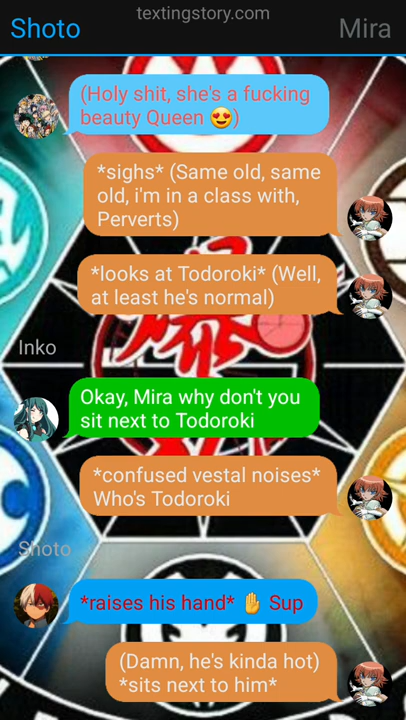 textingstory.com
Shoto
Mira
(Holy shit, she's a fucking
beauty Queen 😍)
*sighs* (Same old, same
old, i'm in a class with,
Perverts)
*looks at Todoroki* (Well,
at least he's normal)
Inko
Okay, Mira why don't you
sit next to Todoroki
*confused vestal noises*
Who's Todoroki
Shoto
*raises his hand* ✋ Sup
(Damn, he's kinda hot)
*sits next to him*